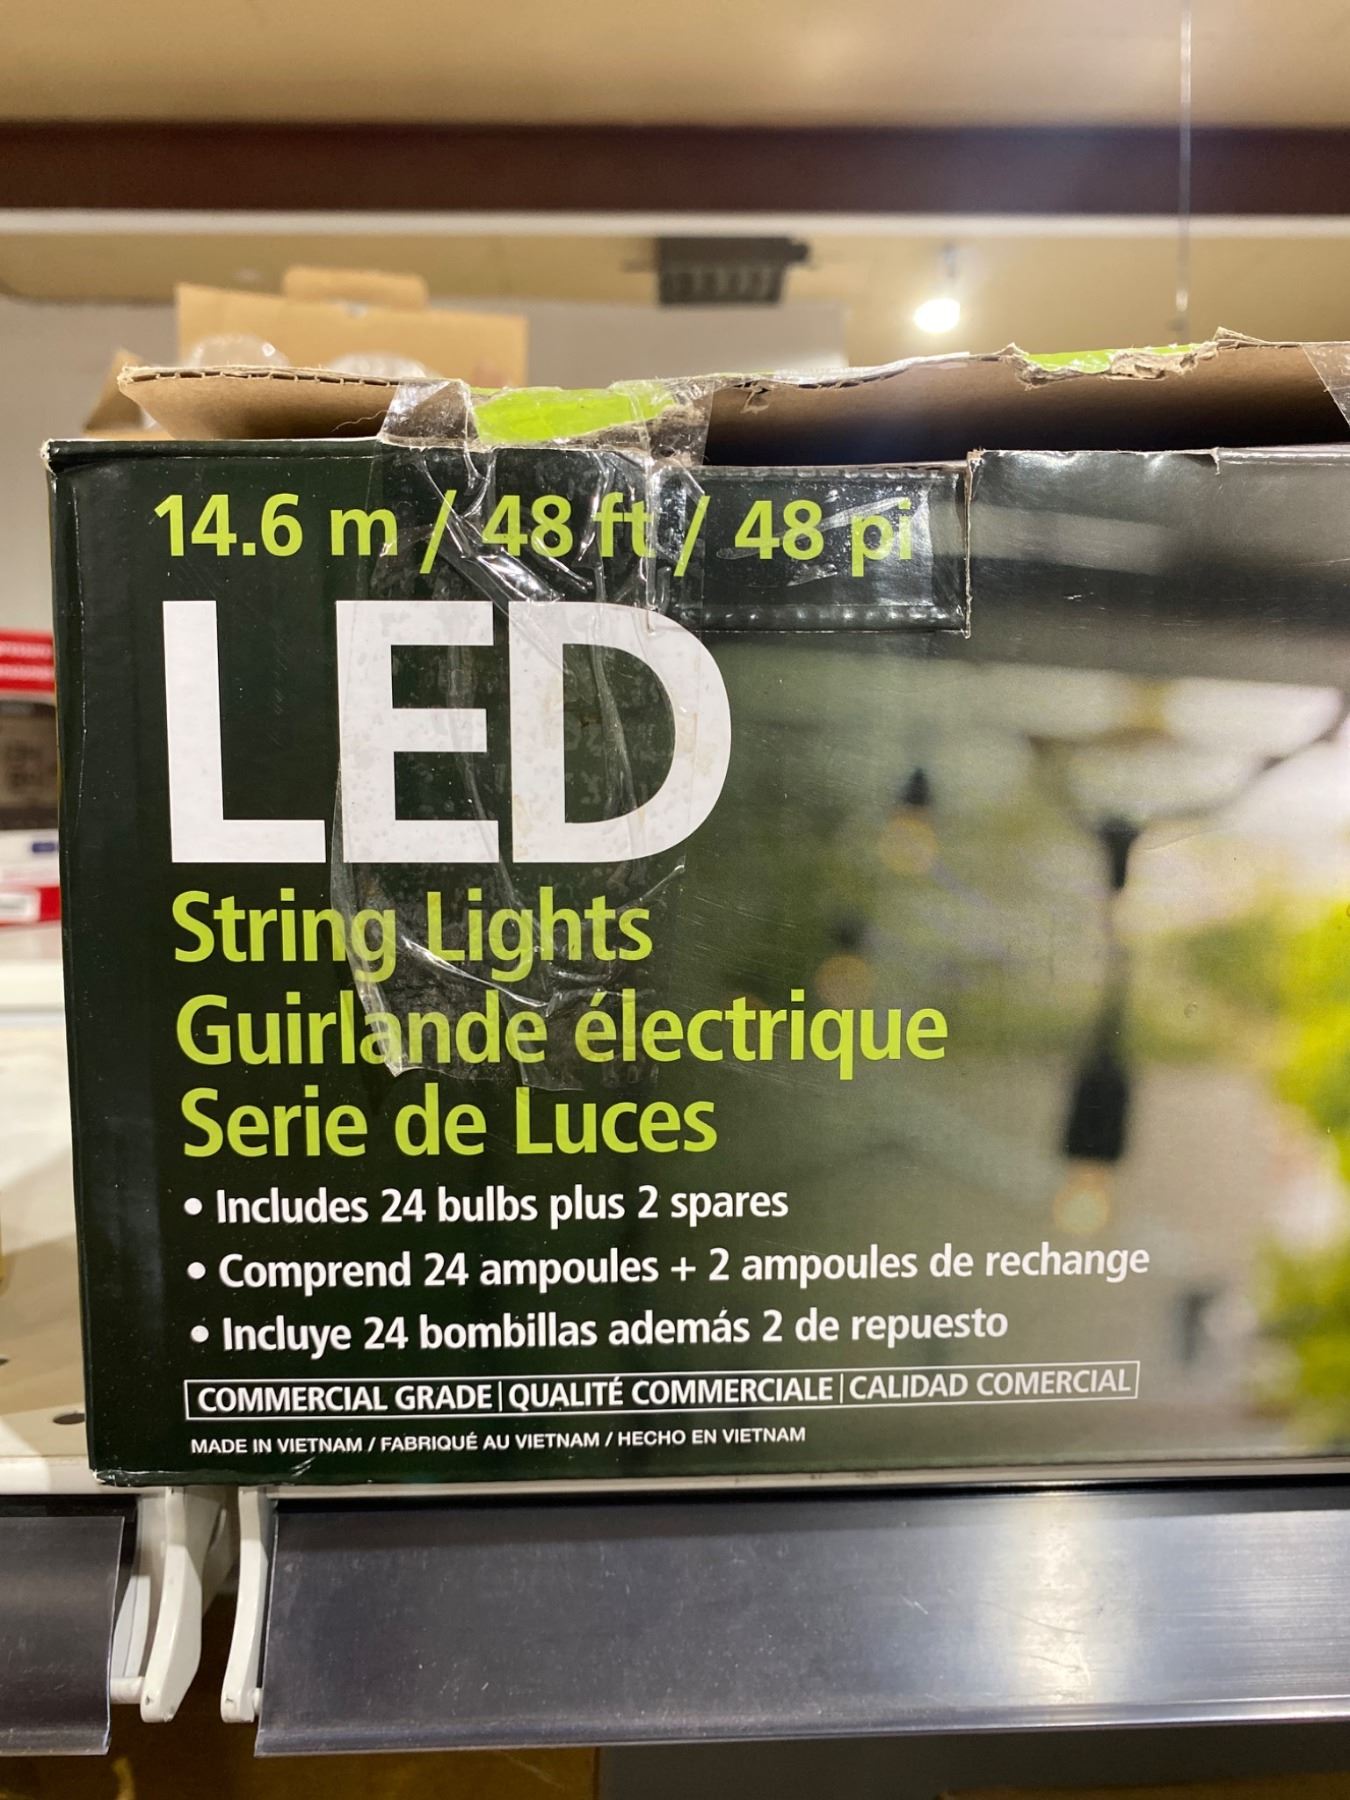 14.6 m / 48 ft / 48 pi
LED
String Lights
Guirlande électrique
Serie de Luces
• Includes 24 bulbs plus 2 spares
• Comprend 24 ampoules + 2 ampoules de rechange
• Incluye 24 bombillas además 2 de repuesto
COMMERCIAL GRADE | QUALITÉ COMMERCIALE | CALIDAD COMERCIAL
MADE IN VIETNAM / FABRIQUÉ AU VIETNAM / HECHO EN VIETNAM